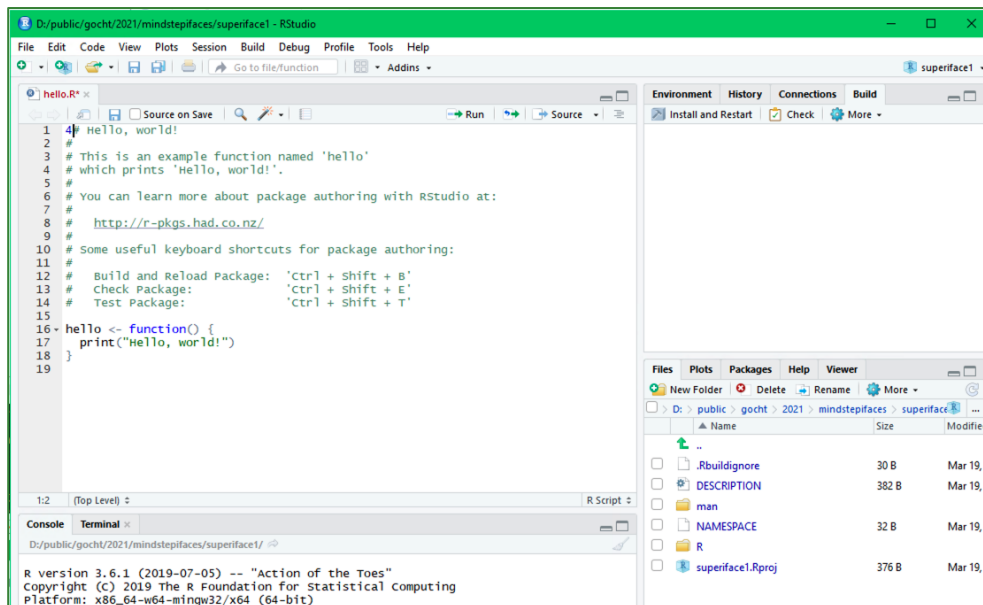 D:/public/gocht/2021/mindstepifaces/superiface1 - RStudio
File Edit Code View Plots Session Build Debug Profile Tools Help
Go to file/function Addins superiface1
hello.R*
Source on Save Run Source
1 4# Hello, world!
2 #
3 # This is an example function named 'hello'
4 # which prints 'Hello, world!'.
5 #
6 # You can learn more about package authoring with RStudio at:
7 #
8 #   http://r-pkgs.had.co.nz/
9 #
10 # Some useful keyboard shortcuts for package authoring:
11 #
12 #   Build and Reload Package:  'Ctrl + Shift + B'
13 #   Check Package:             'Ctrl + Shift + E'
14 #   Test Package:              'Ctrl + Shift + T'
15
16 hello <- function() {
17   print("Hello, world!")
18 }
19
1:2 (Top Level) R Script
Console Terminal
D:/public/gocht/2021/mindstepifaces/superiface1/
R version 3.6.1 (2019-07-05) -- "Action of the Toes"
Copyright (C) 2019 The R Foundation for Statistical Computing
Platform: x86_64-w64-mingw32/x64 (64-bit)
Environment History Connections Build
Install and Restart Check More
Files Plots Packages Help Viewer
New Folder Delete Rename More
D: > public > gocht > 2021 > mindstepifaces > superiface ...
Name Size Modifie
..
.Rbuildignore 30 B Mar 19,
DESCRIPTION 382 B Mar 19,
man
NAMESPACE 32 B Mar 19,
R
superiface1.Rproj 376 B Mar 19,